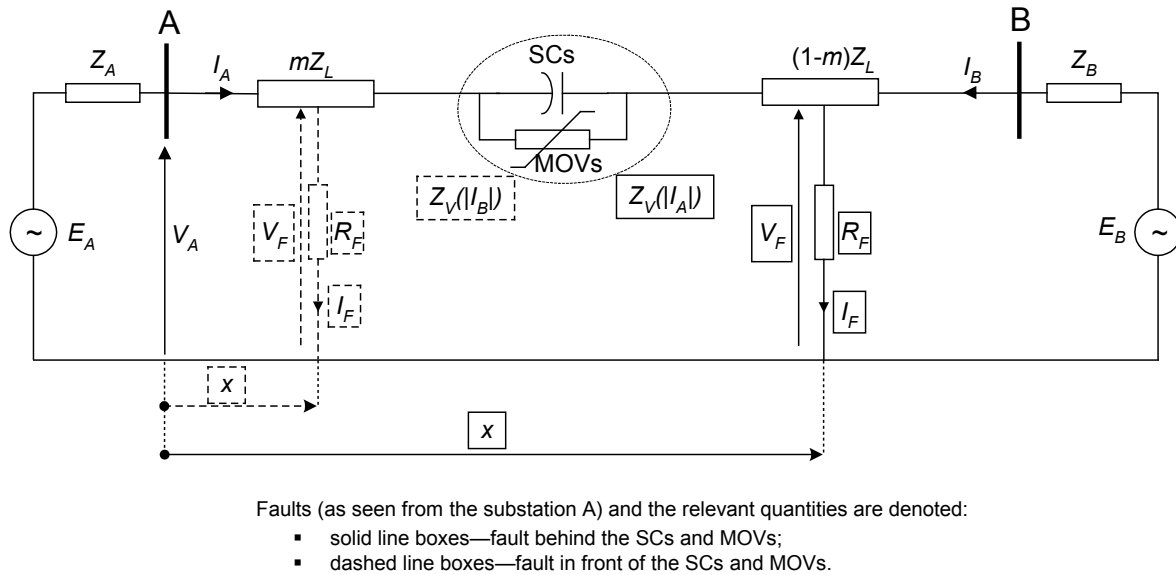 A
B
Z_A
I_A
mZ_L
SCs
(1-m)Z_L
I_B
Z_B
MOVs
Z_V(|I_B|)
Z_V(|I_A|)
~
E_A
V_A
V_F
R_F
V_F
R_F
E_B
~
I_F
I_F
x
x
Faults (as seen from the substation A) and the relevant quantities are denoted:
▪ solid line boxes—fault behind the SCs and MOVs;
▪ dashed line boxes—fault in front of the SCs and MOVs.